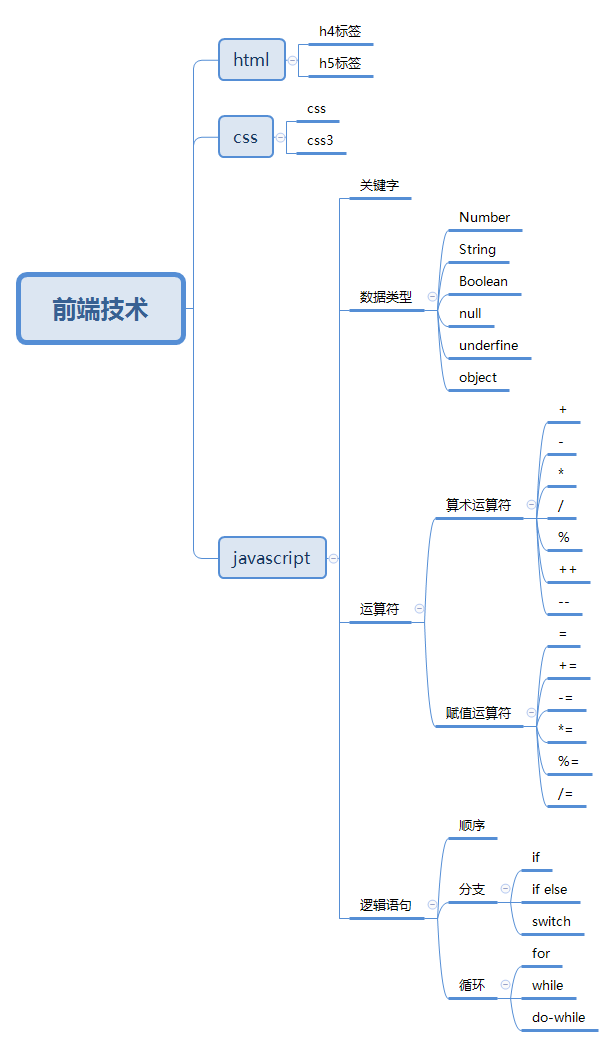 前端技术
html
h4标签
h5标签
css
css
css3
javascript
关键字
数据类型
Number
String
Boolean
null
underfine
object
运算符
算术运算符
+
-
*
/
%
++
--
赋值运算符
=
+=
-=
*=
%=
/=
逻辑语句
顺序
分支
if
if else
switch
循环
for
while
do-while